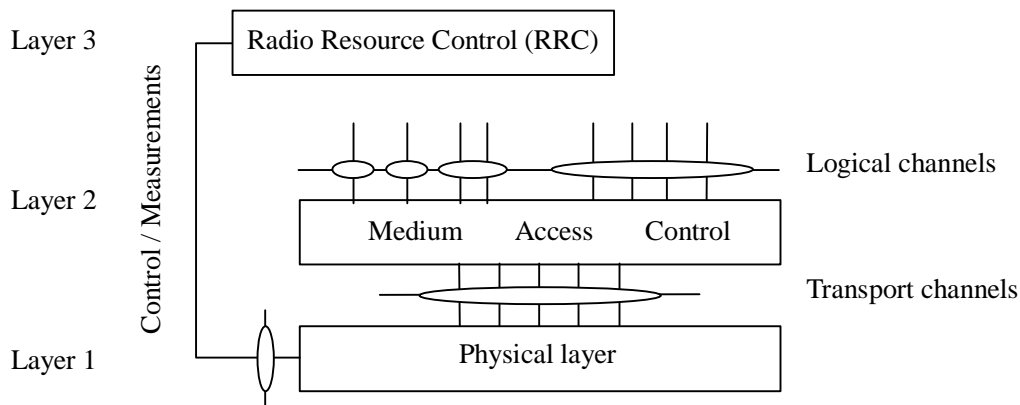 Layer 3
Radio Resource Control (RRC)
Control / Measurements
Logical channels
Layer 2
Medium Access Control
Transport channels
Layer 1
Physical layer